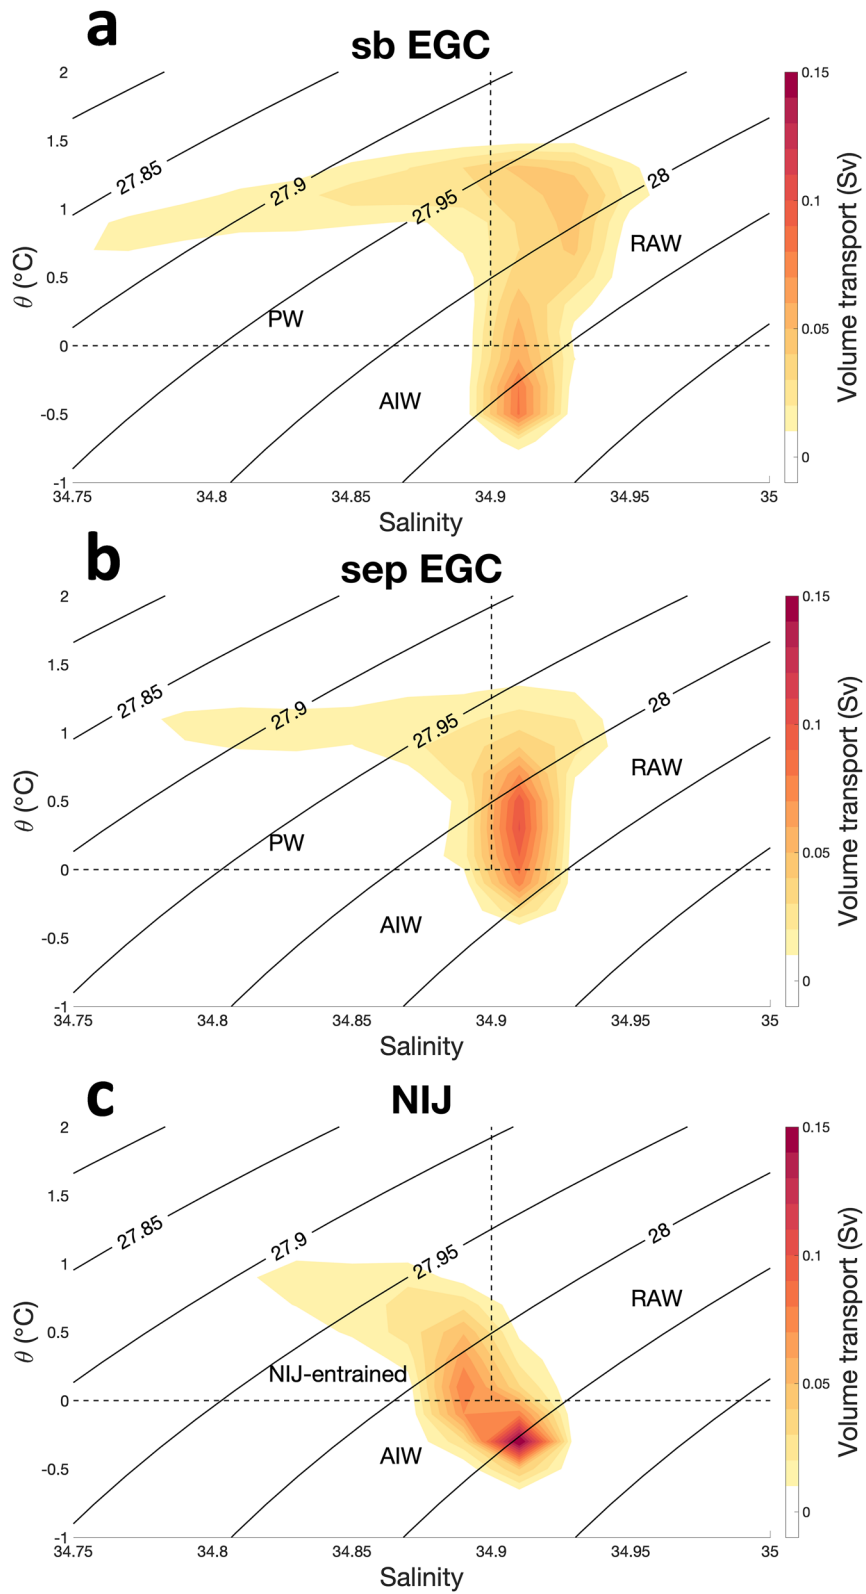 a
sb EGC
2
1.5
1
0.5
0
-0.5
-1
θ (°C)
27.85
27.9
27.95
28
RAW
PW
AIW
34.75
34.8
34.85
34.9
34.95
35
Salinity
0.15
0.1
0.05
0
Volume transport (Sv)
b
sep EGC
2
1.5
1
0.5
0
-0.5
-1
θ (°C)
27.85
27.9
27.95
28
RAW
PW
AIW
34.75
34.8
34.85
34.9
34.95
35
Salinity
0.15
0.1
0.05
0
Volume transport (Sv)
c
NIJ
2
1.5
1
0.5
0
-0.5
-1
θ (°C)
27.85
27.9
27.95
28
RAW
NIJ-entrained
AIW
34.75
34.8
34.85
34.9
34.95
35
Salinity
0.15
0.1
0.05
0
Volume transport (Sv)